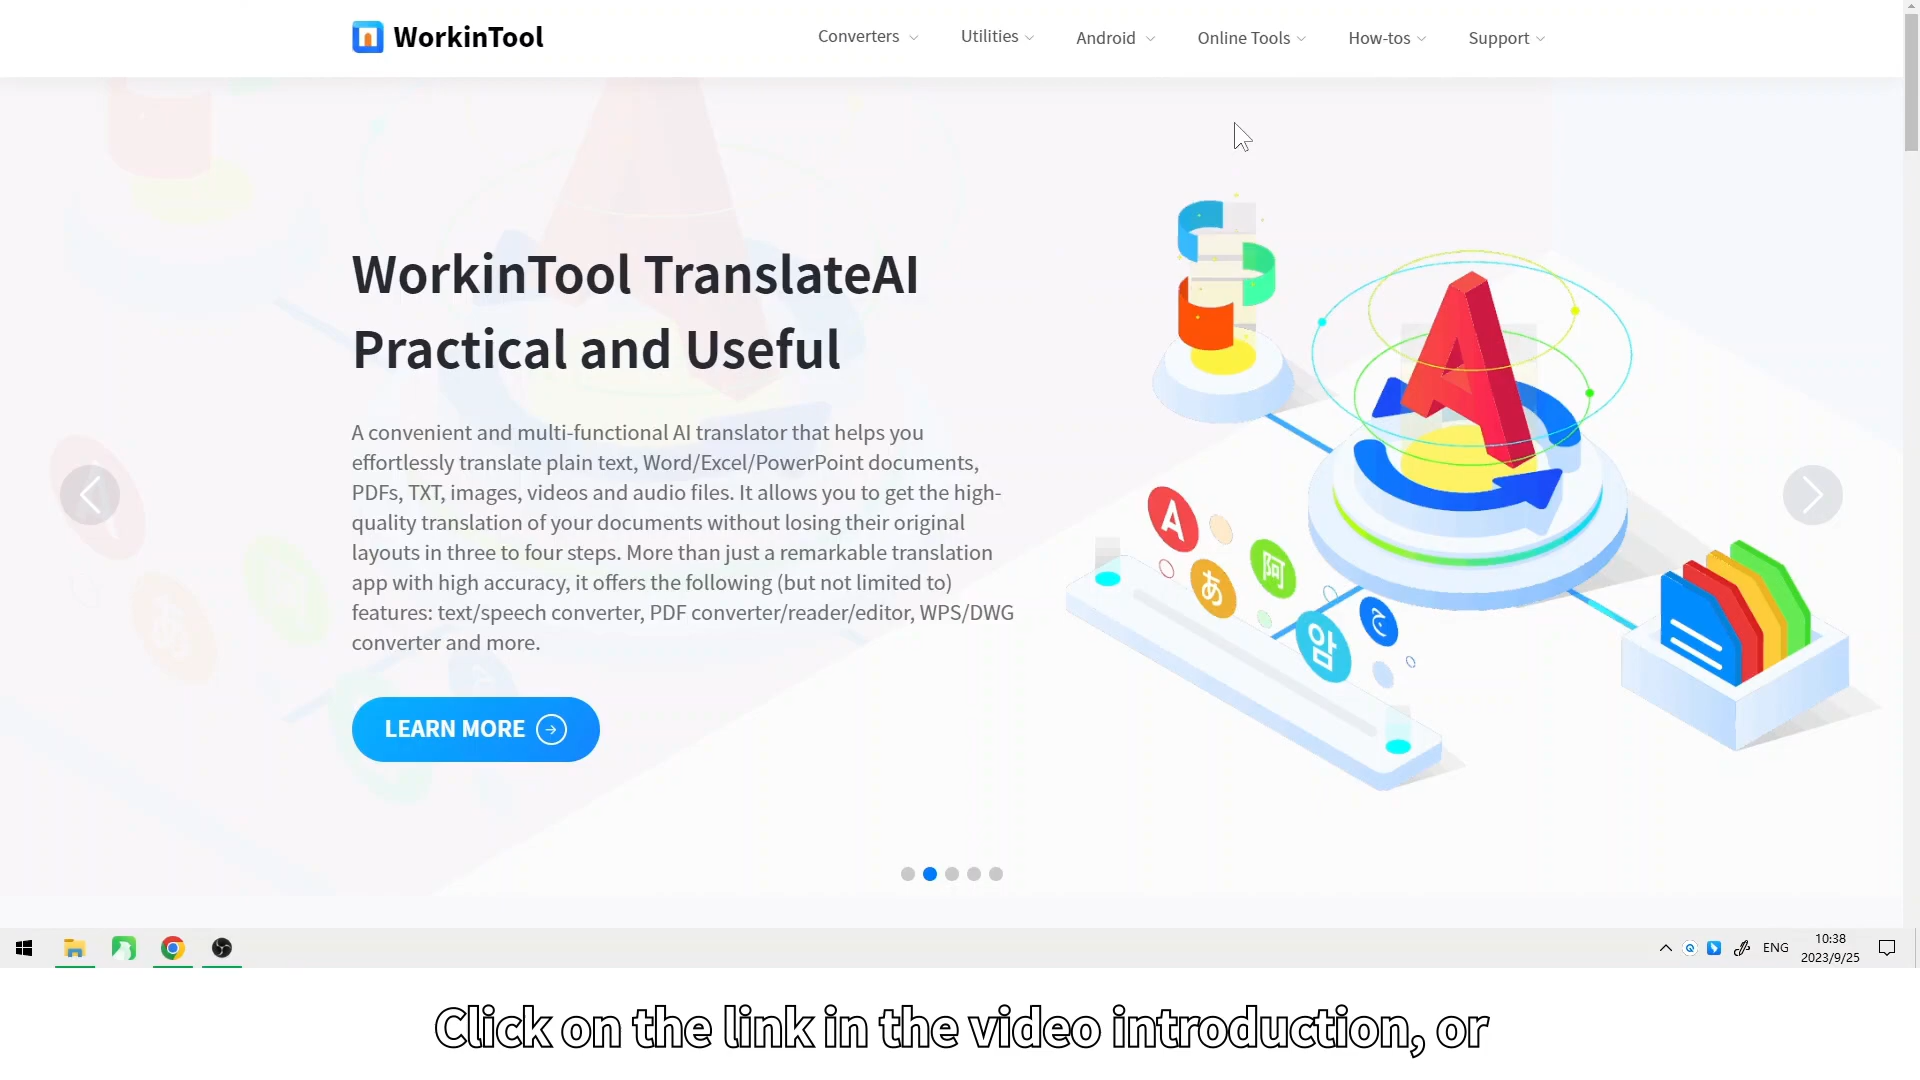 WorkinTool
Converters
Utilities
Android
Online Tools
How-tos
Support
WorkinTool TranslateAI
Practical and Useful
A convenient and multi-functional AI translator that helps you
effortlessly translate plain text, Word/Excel/PowerPoint documents,
PDFs, TXT, images, videos and audio files. It allows you to get the high-
quality translation of your documents without losing their original
layouts in three to four steps. More than just a remarkable translation
app with high accuracy, it offers the following (but not limited to)
features: text/speech converter, PDF converter/reader/editor, WPS/DWG
converter and more.
LEARN MORE
A
A
あ
阿
암
ج
ENG
10:38
2023/9/25
Click on the link in the video introduction, or